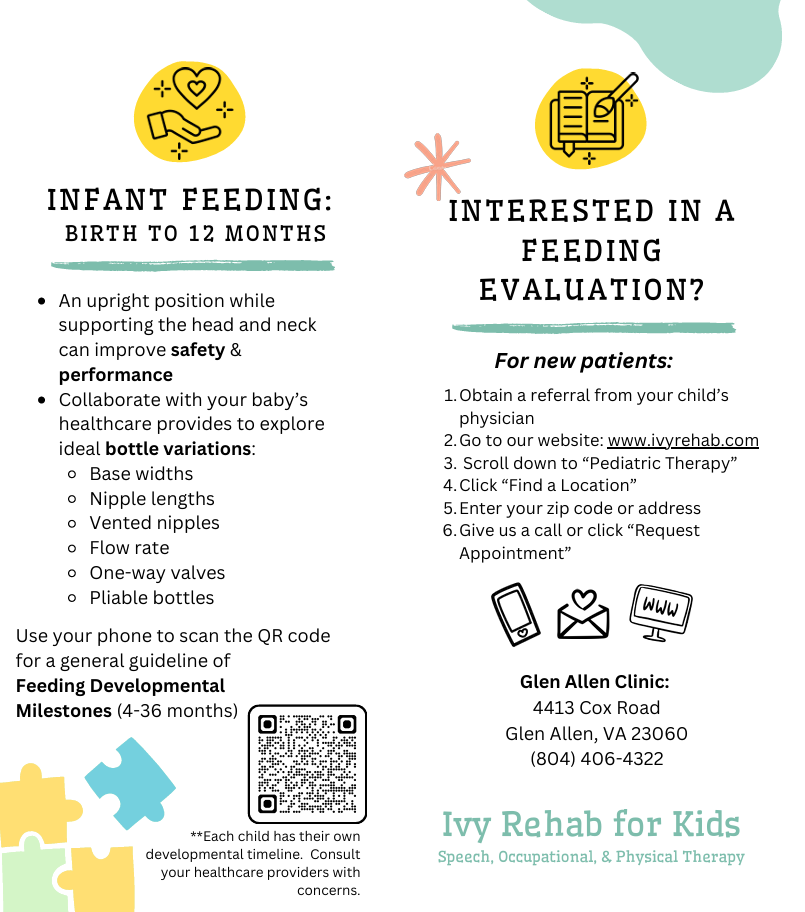 INFANT FEEDING:
BIRTH TO 12 MONTHS
• An upright position while
supporting the head and neck
can improve safety &
performance
• Collaborate with your baby's
healthcare provides to explore
ideal bottle variations:
◦ Base widths
◦ Nipple lengths
◦ Vented nipples
◦ Flow rate
◦ One-way valves
◦ Pliable bottles
Use your phone to scan the QR code
for a general guideline of
Feeding Developmental
Milestones (4-36 months)
**Each child has their own
developmental timeline. Consult
your healthcare providers with
concerns.
INTERESTED IN A
FEEDING
EVALUATION?
For new patients:
1. Obtain a referral from your child's
physician
2. Go to our website: www.ivyrehab.com
3. Scroll down to “Pediatric Therapy”
4. Click “Find a Location”
5. Enter your zip code or address
6. Give us a call or click “Request
Appointment”
WWW
Glen Allen Clinic:
4413 Cox Road
Glen Allen, VA 23060
(804) 406-4322
Ivy Rehab for Kids
Speech, Occupational, & Physical Therapy